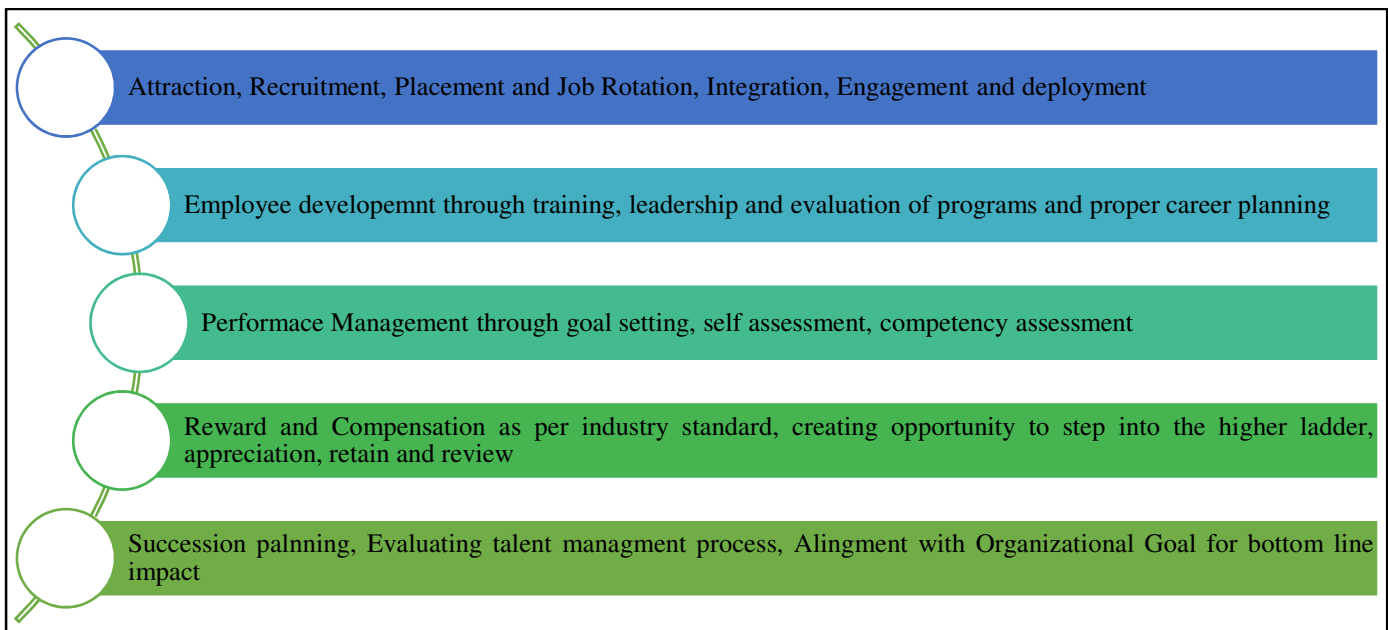 Attraction, Recruitment, Placement and Job Rotation, Integration, Engagement and deployment
Employee developemnt through training, leadership and evaluation of programs and proper career planning
Performace Management through goal setting, self assessment, competency assessment
Reward and Compensation as per industry standard, creating opportunity to step into the higher ladder,
appreciation, retain and review
Succession palnning, Evaluating talent managment process, Alingment with Organizational Goal for bottom line
impact